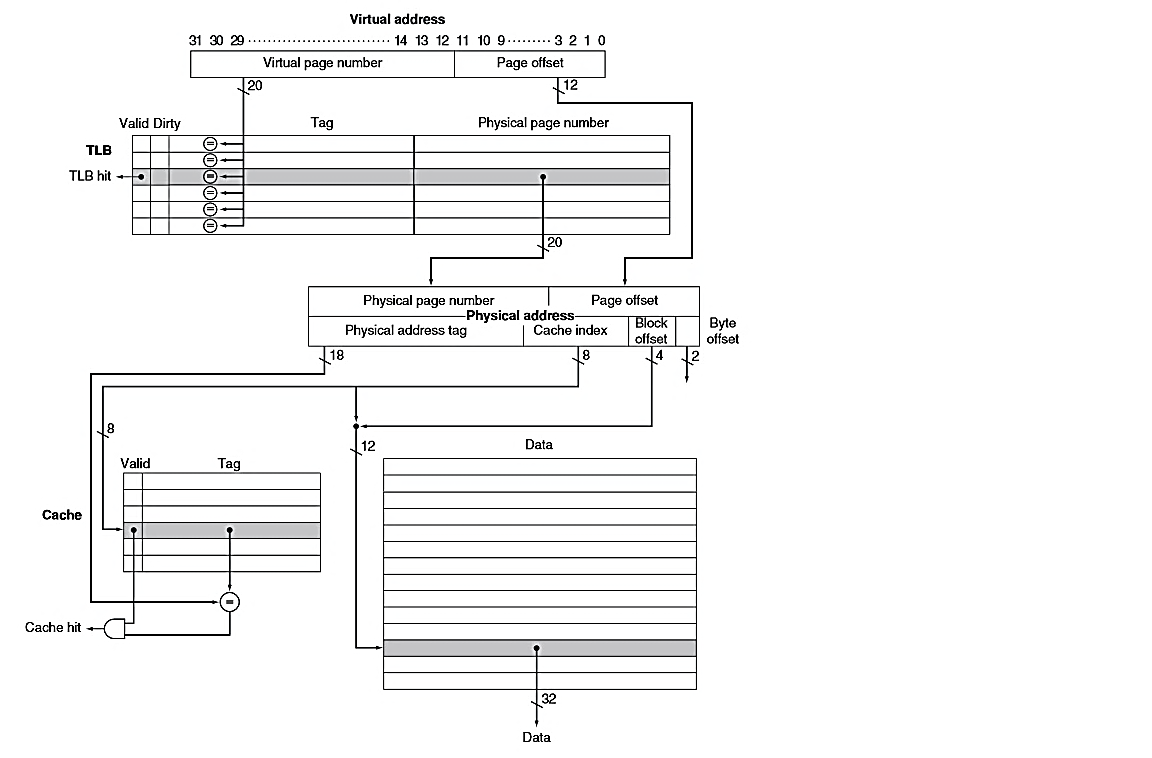 Virtual address
31 30 29 ····························· 14 13 12 11 10 9 ········· 3 2 1 0
Virtual page number Page offset
20 12
Valid Dirty Tag Physical page number
TLB
=
=
TLB hit =
=
=
=
20
Physical page number Page offset
Physical address
Physical address tag Cache index Block offset Byte offset
18 8 4 2
8
12
Data
Valid Tag
Cache
=
Cache hit
32
Data